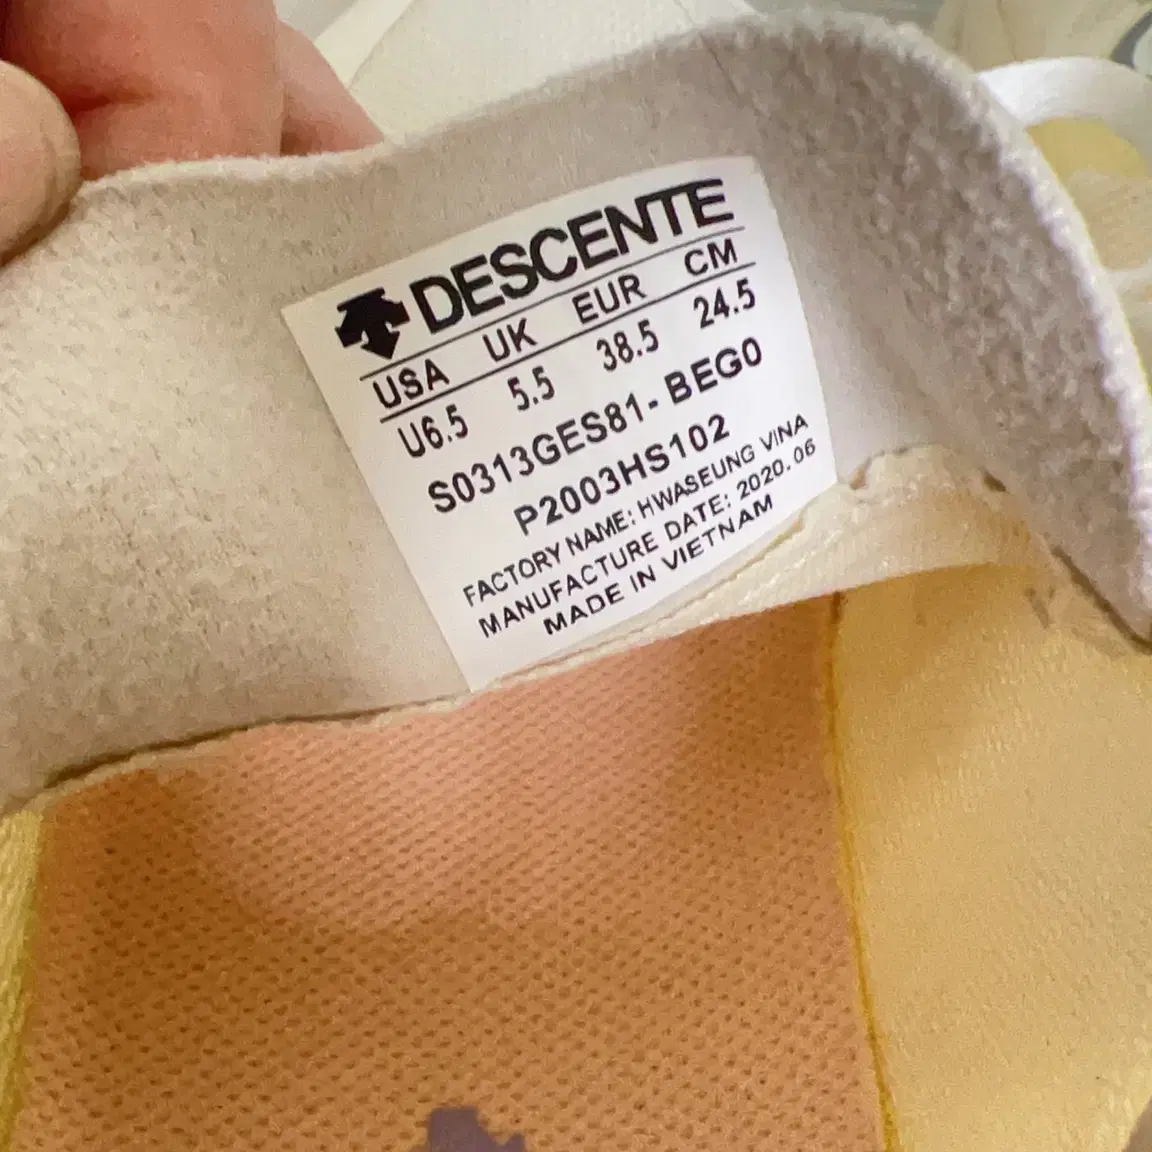 DESCENTE
USA UK EUR CM
U6.5 5.5 38.5 24.5
S0313GES81-BEG0
P2003HS102
FACTORY NAME: HWASEUNG VINA
MANUFACTURE DATE: 2020.06
MADE IN VIETNAM